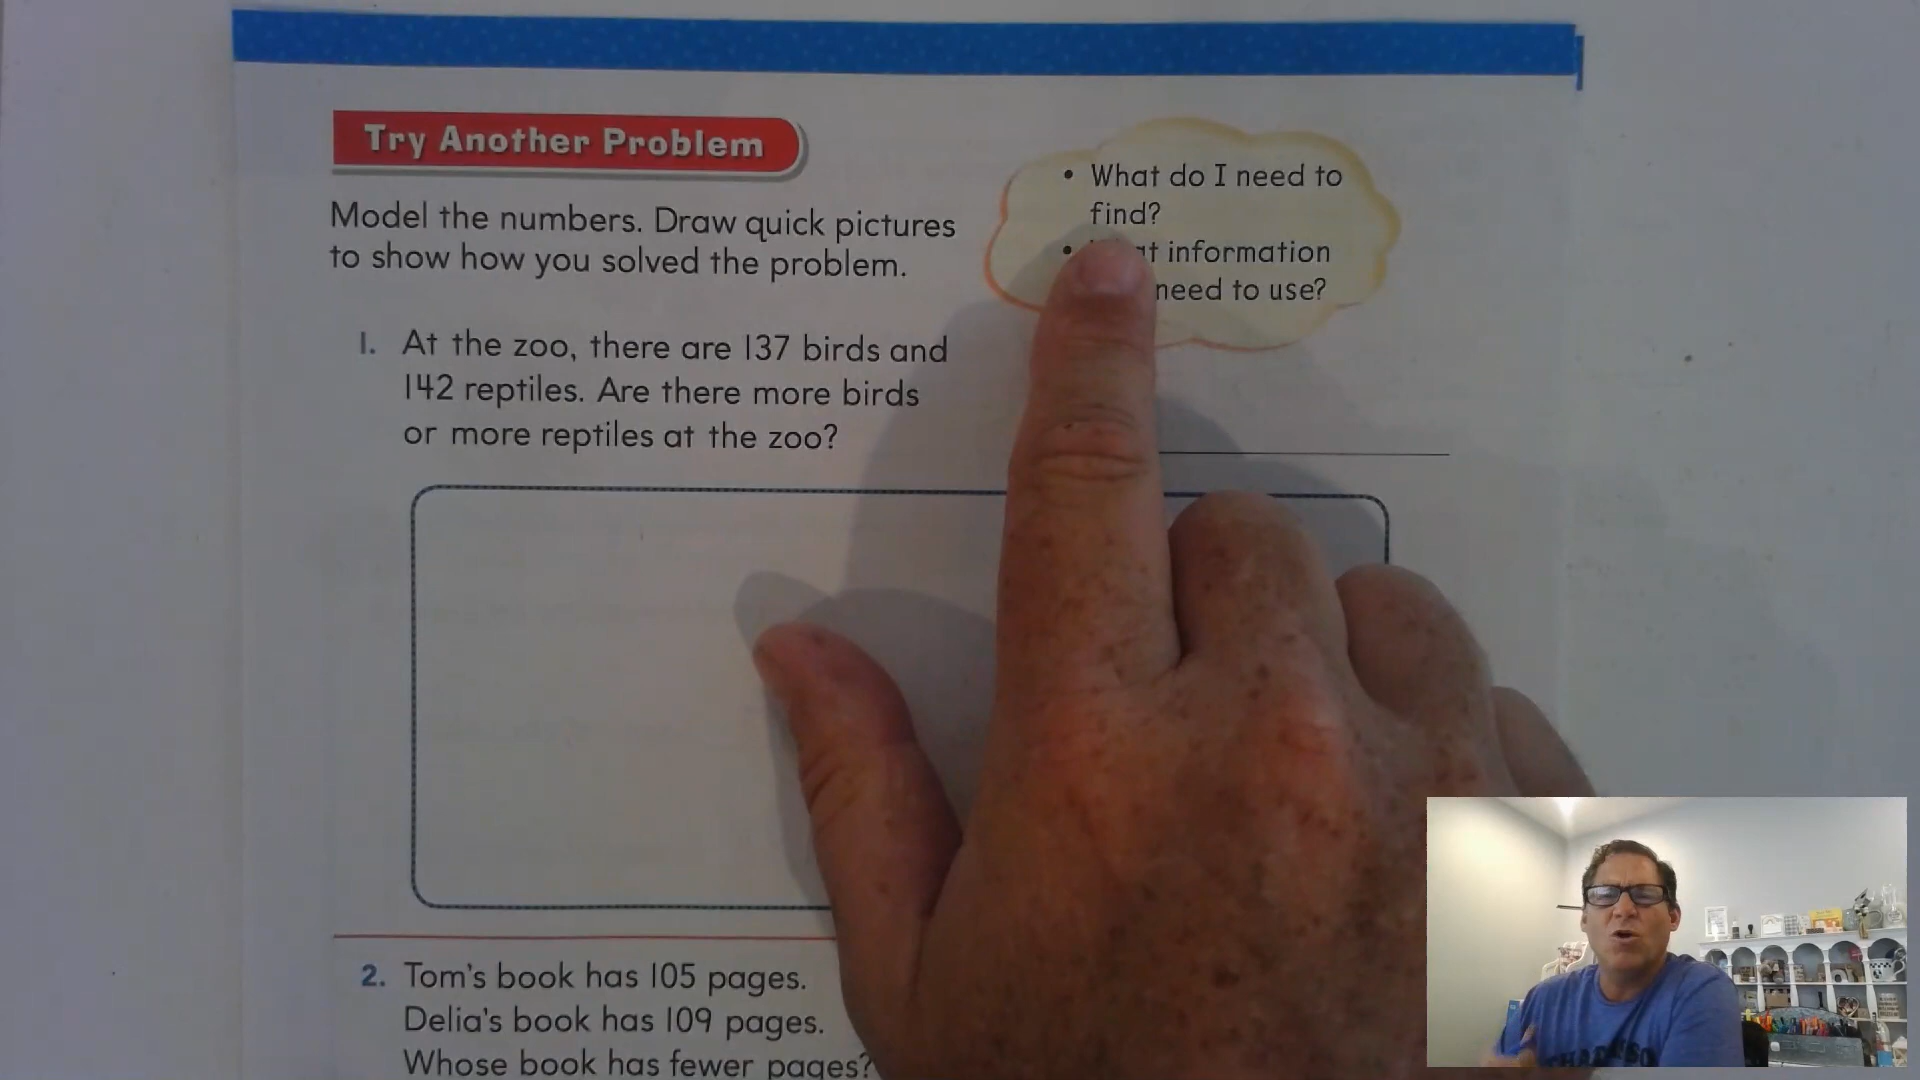 Try Another Problem
Model the numbers. Draw quick pictures
to show how you solved the problem.
• What do I need to
find?
• information
need to use?
1. At the zoo, there are 137 birds and
142 reptiles. Are there more birds
or more reptiles at the zoo?
2. Tom's book has 105 pages.
Delia's book has 109 pages.
Whose book has fewer pages?